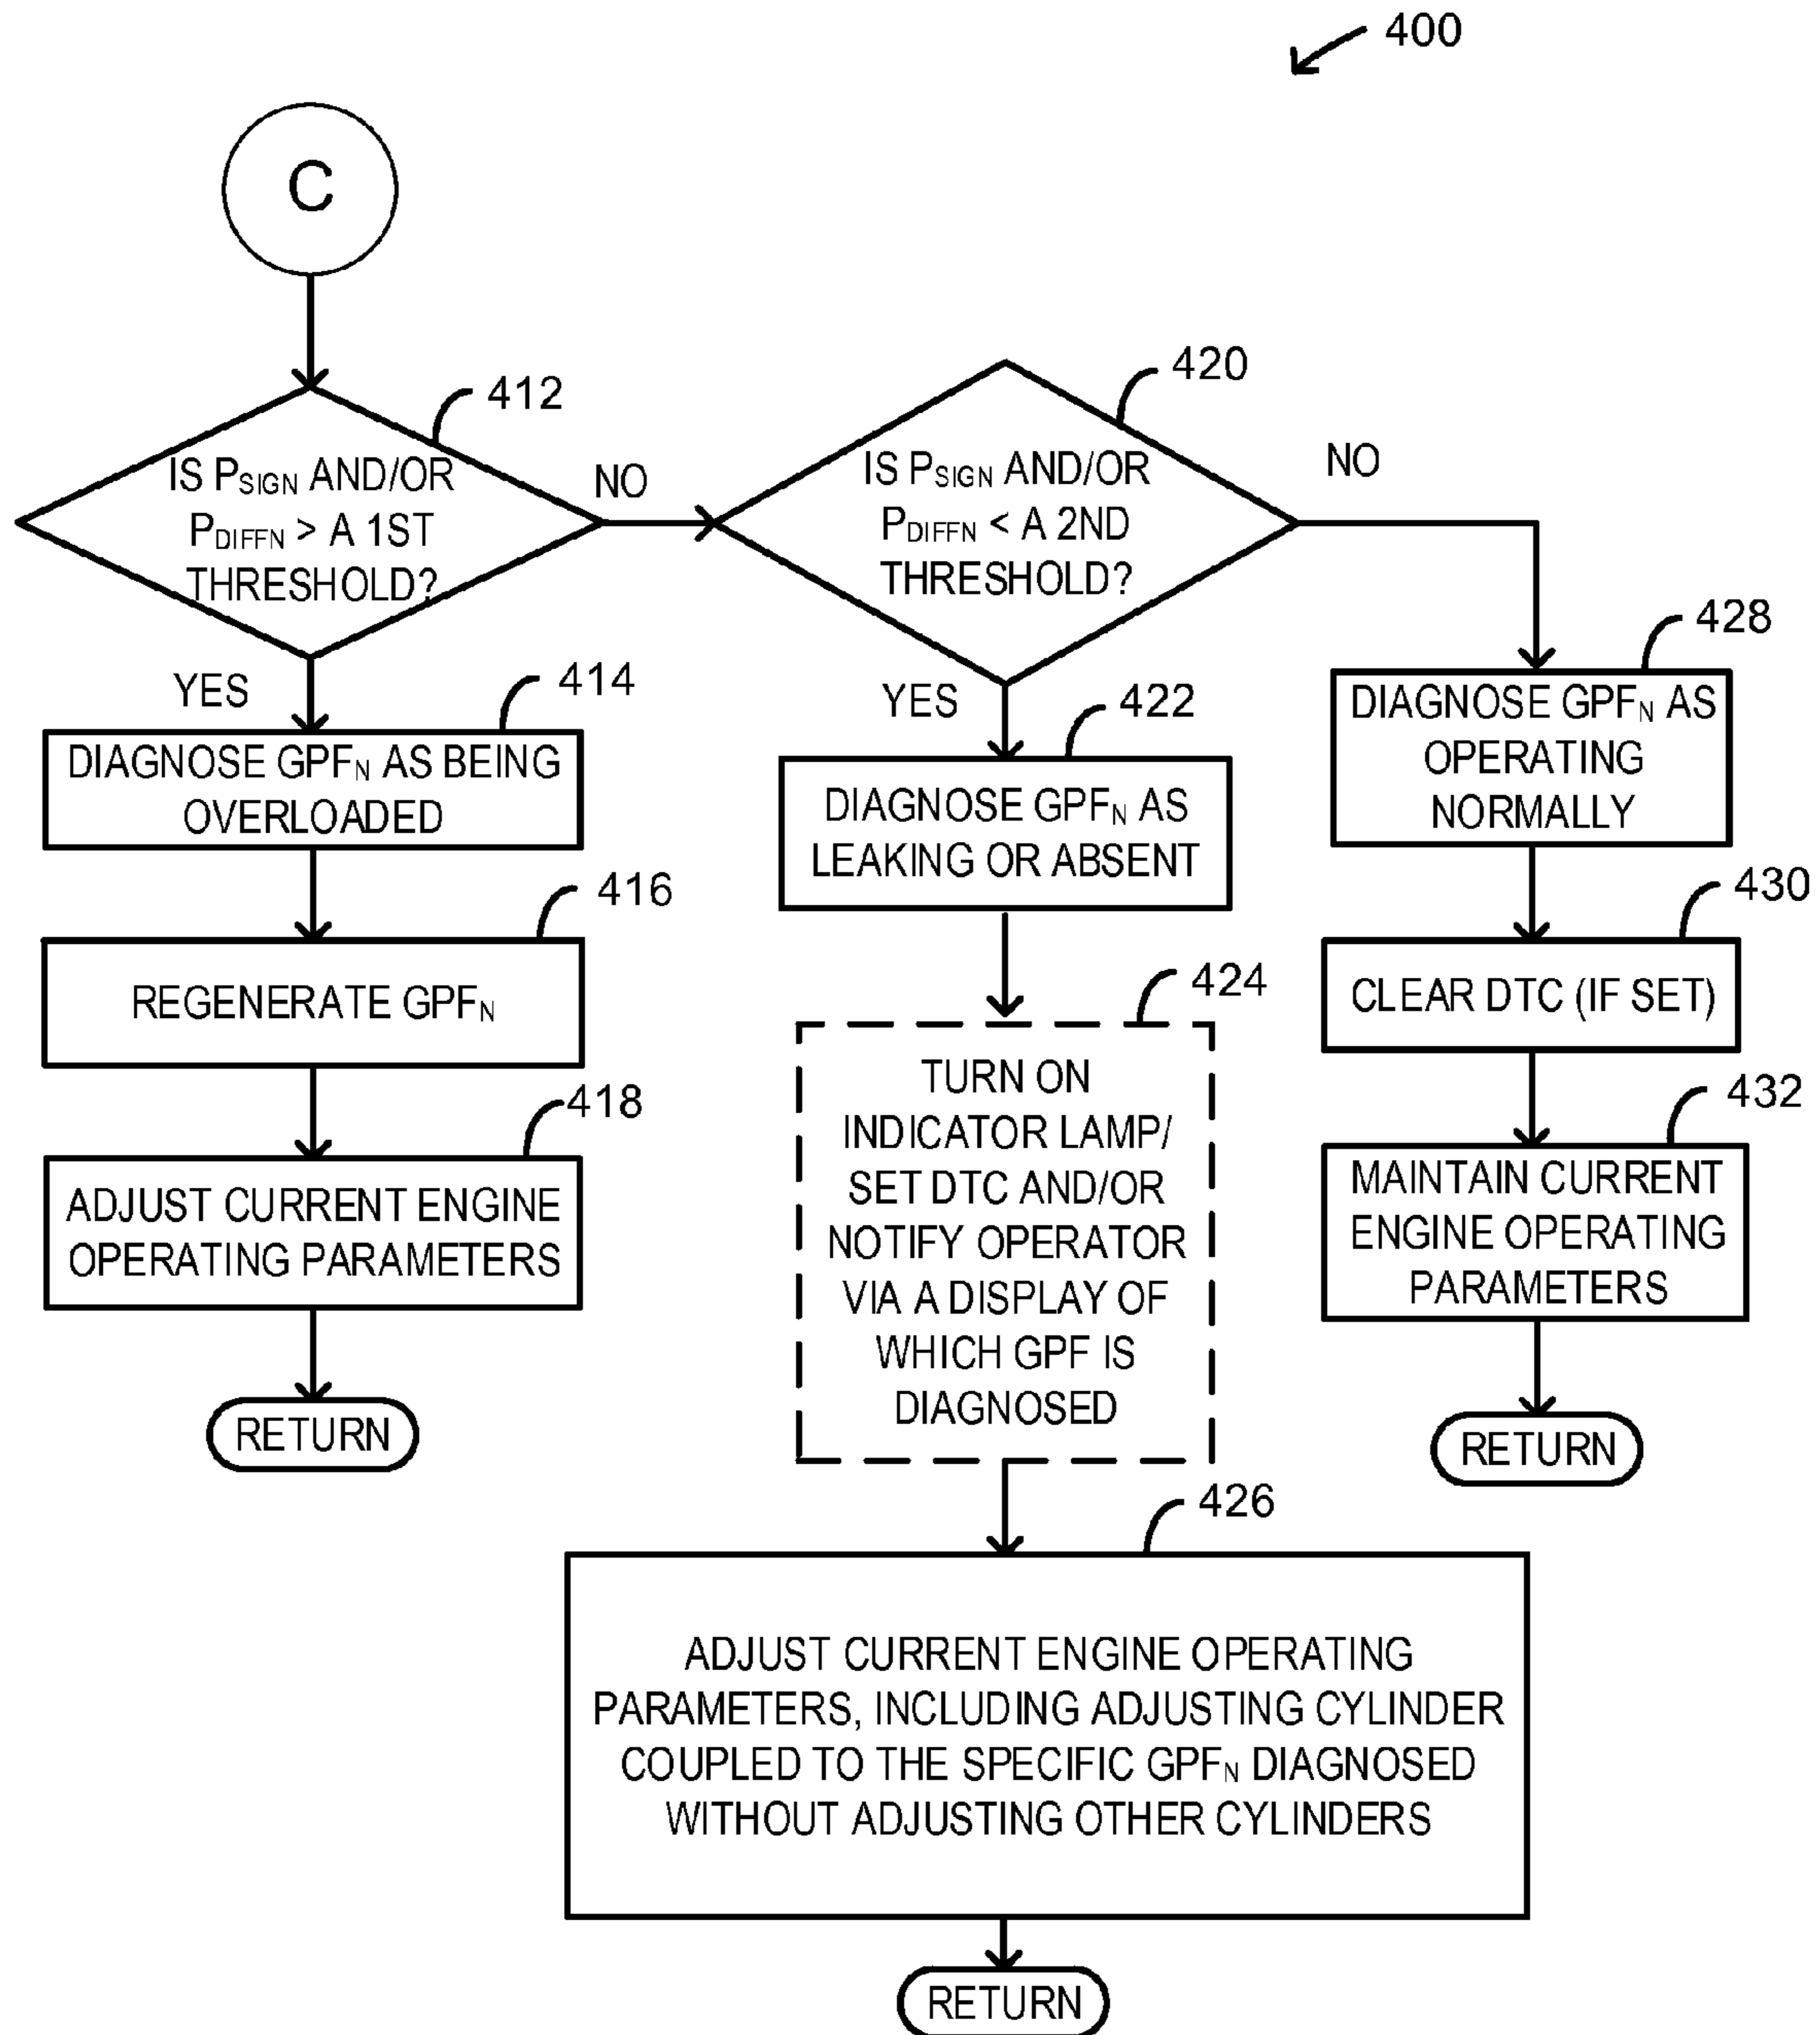 400
C
412
IS PSIGN AND/OR
PDIFFN > A 1ST
THRESHOLD?
NO
YES
414
DIAGNOSE GPFN AS BEING
OVERLOADED
416
REGENERATE GPFN
418
ADJUST CURRENT ENGINE
OPERATING PARAMETERS
RETURN
420
IS PSIGN AND/OR
PDIFFN < A 2ND
THRESHOLD?
NO
YES
422
DIAGNOSE GPFN AS
LEAKING OR ABSENT
424
TURN ON
INDICATOR LAMP/
SET DTC AND/OR
NOTIFY OPERATOR
VIA A DISPLAY OF
WHICH GPF IS
DIAGNOSED
426
ADJUST CURRENT ENGINE OPERATING
PARAMETERS, INCLUDING ADJUSTING CYLINDER
COUPLED TO THE SPECIFIC GPFN DIAGNOSED
WITHOUT ADJUSTING OTHER CYLINDERS
RETURN
428
DIAGNOSE GPFN AS
OPERATING
NORMALLY
430
CLEAR DTC (IF SET)
432
MAINTAIN CURRENT
ENGINE OPERATING
PARAMETERS
RETURN